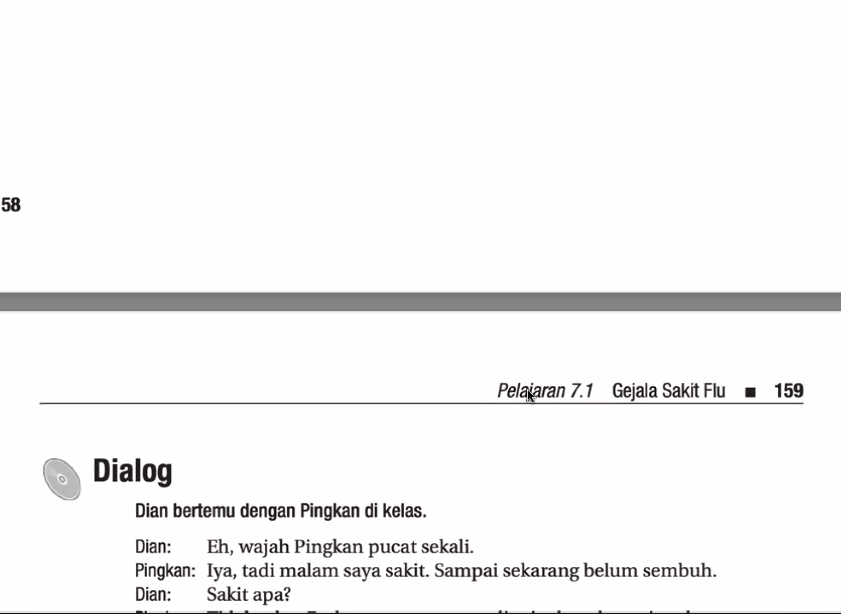 58
Pelajaran 7.1 Gejala Sakit Flu ■ 159
Dialog
Dian bertemu dengan Pingkan di kelas.
Dian: Eh, wajah Pingkan pucat sekali.
Pingkan: Iya, tadi malam saya sakit. Sampai sekarang belum sembuh.
Dian: Sakit apa?